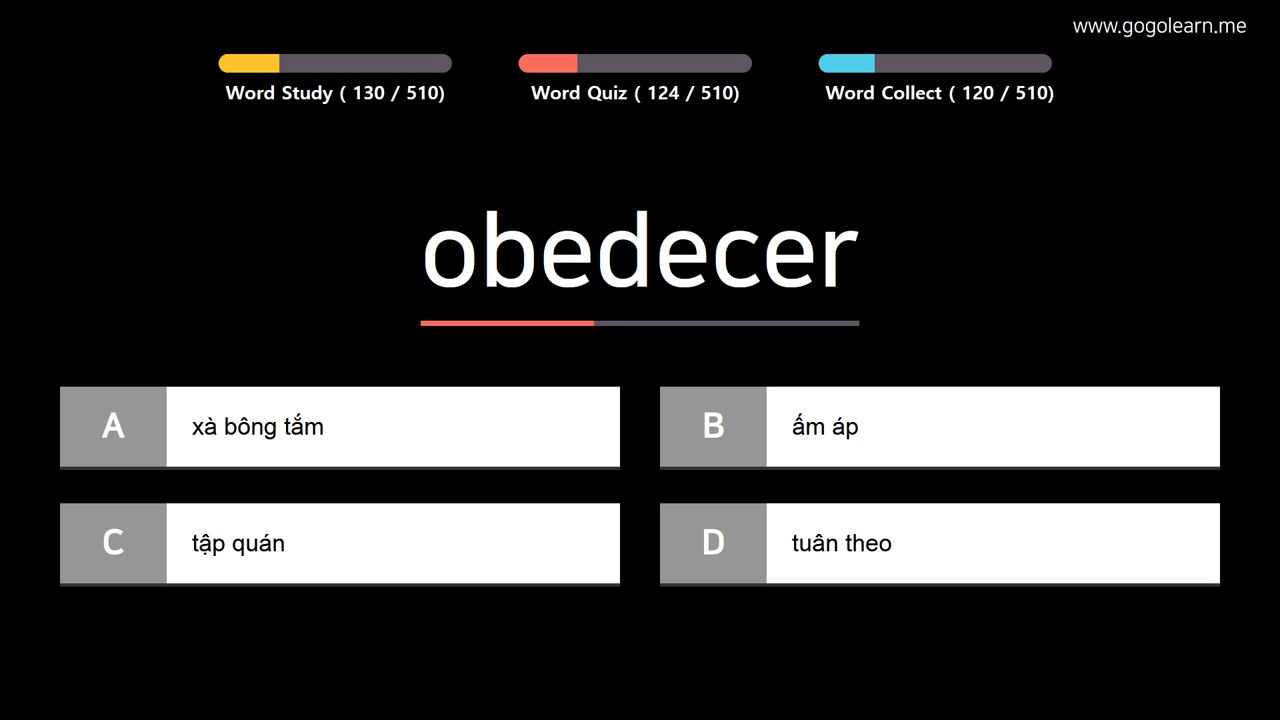 www.gogolearn.me
Word Study ( 130 / 510)
Word Quiz ( 124 / 510)
Word Collect ( 120 / 510)
obedecer
A
xà bông tắm
B
ấm áp
C
tập quán
D
tuân theo